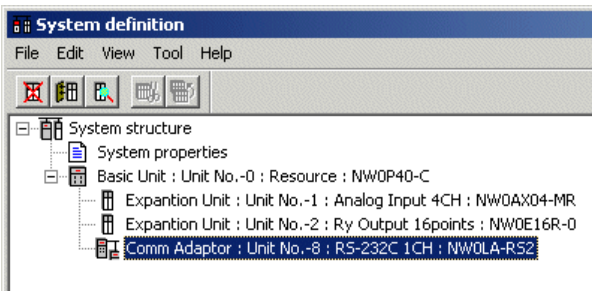 System definition
File Edit View Tool Help
System structure
System properties
Basic Unit : Unit No.-0 : Resource : NW0P40-C
Expantion Unit : Unit No.-1 : Analog Input 4CH : NW0AX04-MR
Expantion Unit : Unit No.-2 : Ry Output 16points : NW0E16R-0
Comm Adaptor : Unit No.-8 : RS-232C 1CH : NW0LA-RS2